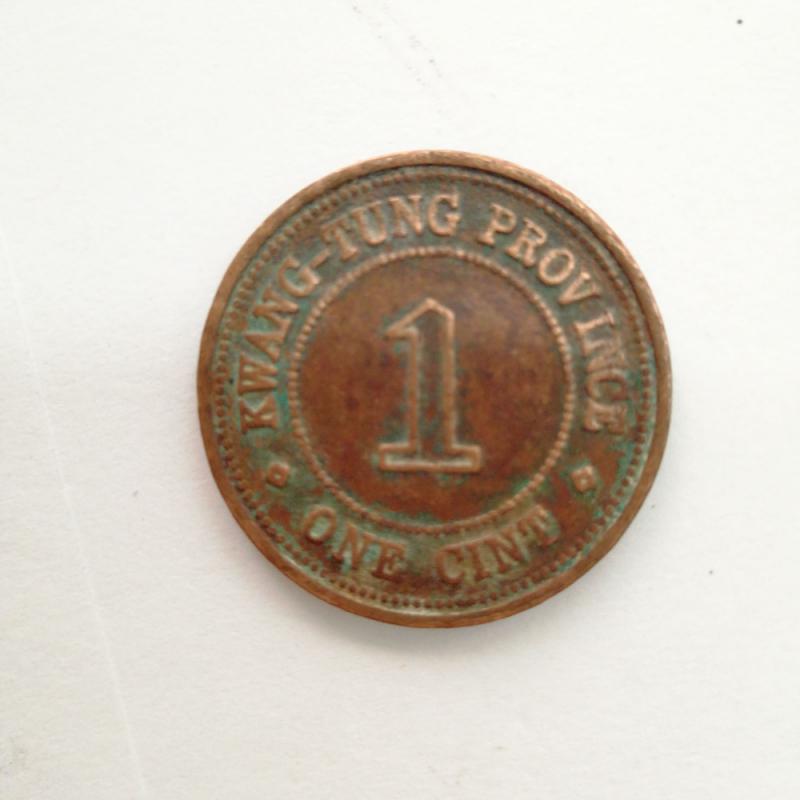 KWANG-TUNG PROVINCE
1
ONE CINT